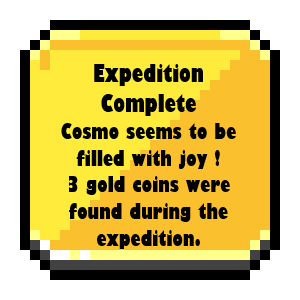 Expedition
Complete
Cosmo seems to be
filled with joy !
3 gold coins were
found during the
expedition.